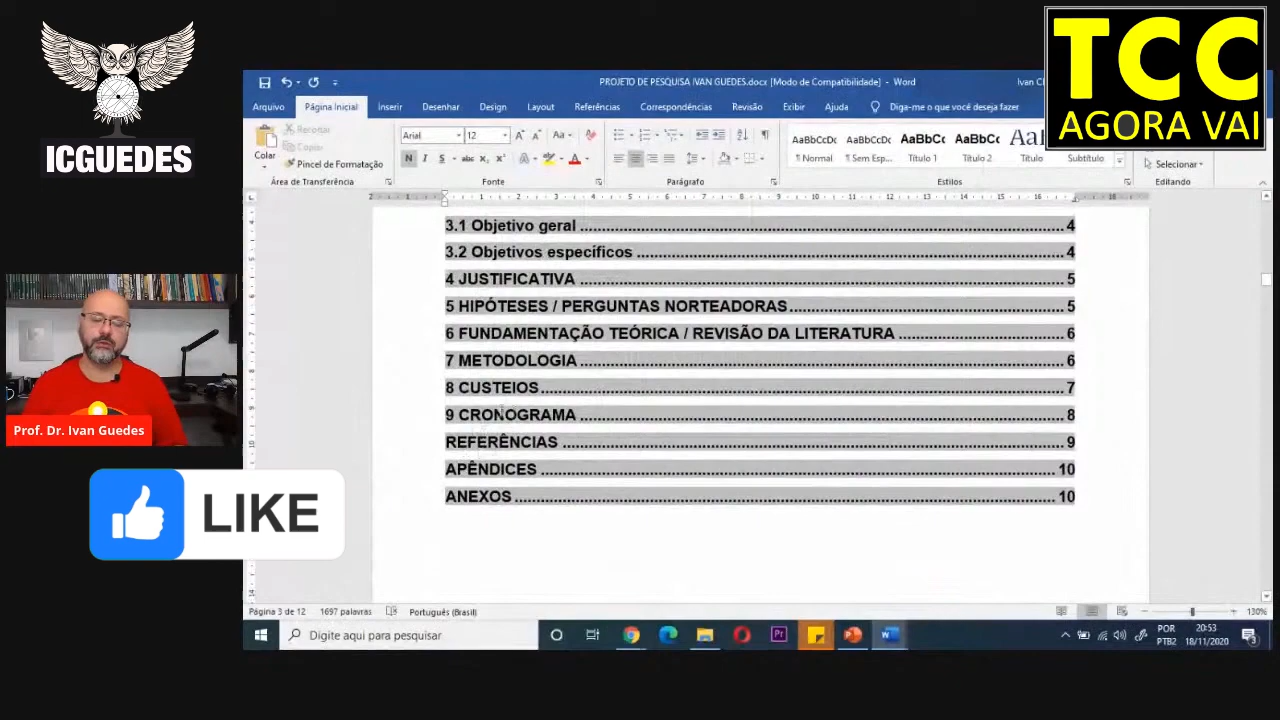 TCC
AGORA VAI
ICGUEDES
PROJETO DE PESQUISA IVAN GUEDES.docx [Modo de Compatibilidade] - Word
Arquivo Página Inicial Inserir Desenhar Design Layout Referências Correspondências Revisão Exibir Ajuda Diga-me o que você deseja fazer
Colar
Recortar
Copiar
Pincel de Formatação
Área de Transferência
Arial 12
Fonte
Parágrafo
AaBbCcDc AaBbCcDc AaBbCc AaBbCc
¶ Normal ¶ Sem Esp... Título 1 Título 2 Título Subtítulo
Estilos
Selecionar
Editando
3.1 Objetivo geral 4
3.2 Objetivos específicos 4
4 JUSTIFICATIVA 5
5 HIPÓTESES / PERGUNTAS NORTEADORAS 5
6 FUNDAMENTAÇÃO TEÓRICA / REVISÃO DA LITERATURA 6
7 METODOLOGIA 6
8 CUSTEIOS 7
9 CRONOGRAMA 8
REFERÊNCIAS 9
APÊNDICES 10
ANEXOS 10
Prof. Dr. Ivan Guedes
LIKE
Página 3 de 12 1697 palavras Português (Brasil) 130%
Digite aqui para pesquisar
POR
PTB2
20:53
18/11/2020